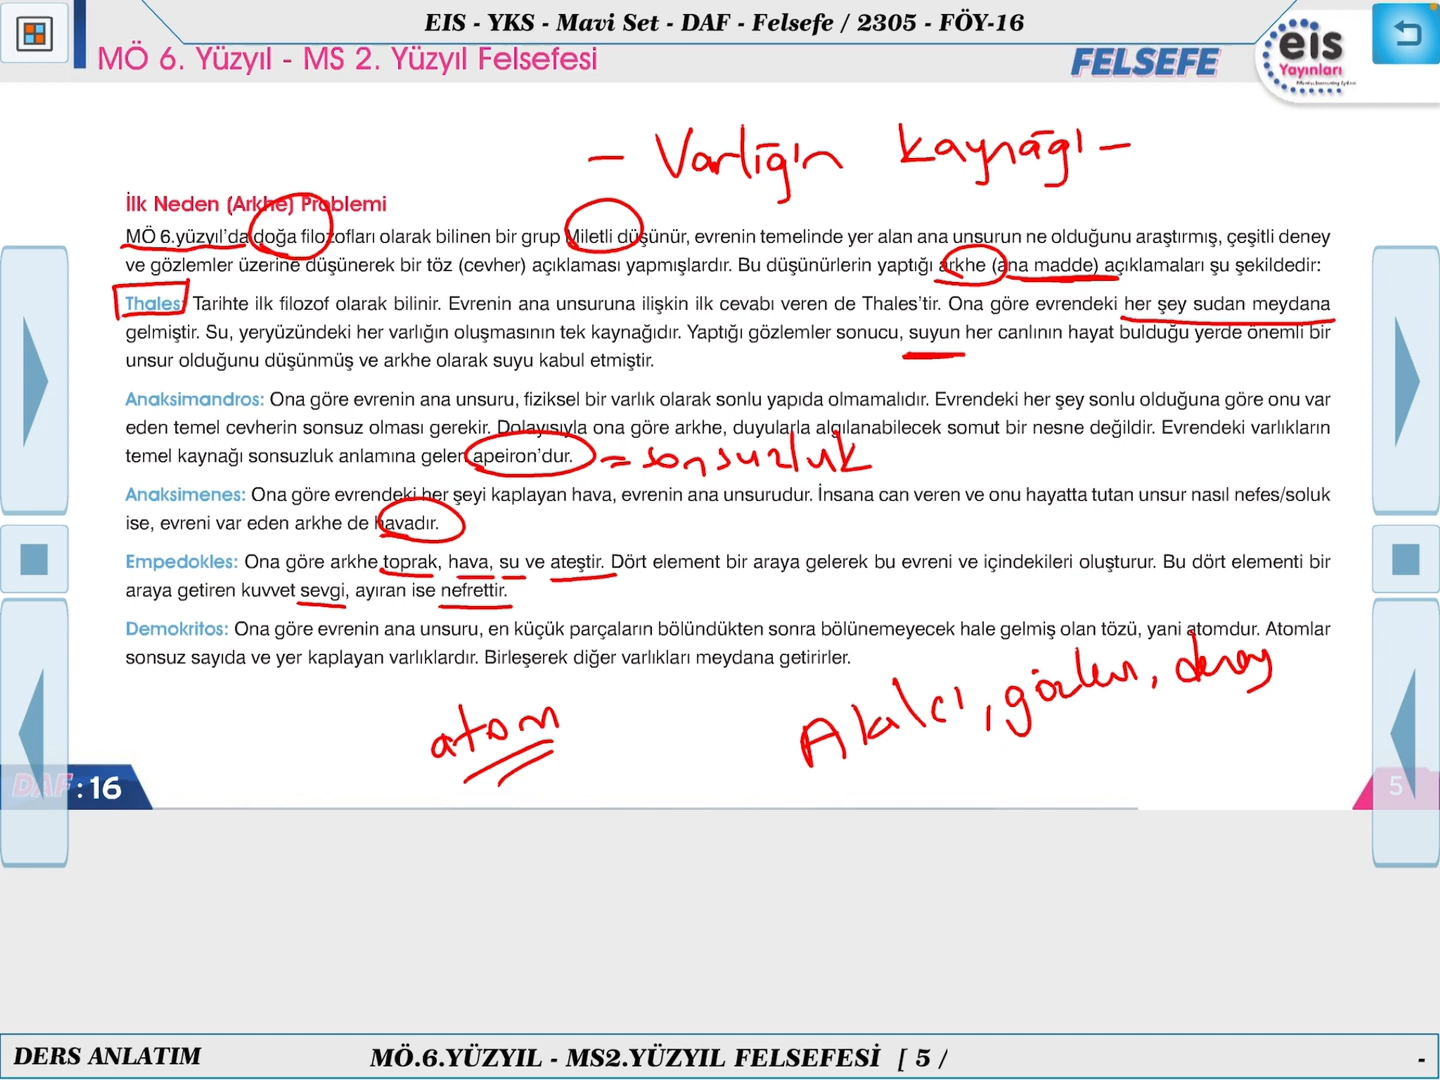 EIS - YKS - Mavi Set - DAF - Felsefe / 2305 - FÖY-16
MÖ 6. Yüzyıl - MS 2. Yüzyıl Felsefesi
FELSEFE
eis
Yayınları
- Varlığın kaynağı -
İlk Neden (Arkhe) Problemi
MÖ 6.yüzyıl'da doğa filozofları olarak bilinen bir grup Miletli düşünür, evrenin temelinde yer alan ana unsurun ne olduğunu araştırmış, çeşitli deney
ve gözlemler üzerine düşünerek bir töz (cevher) açıklaması yapmışlardır. Bu düşünürlerin yaptığı arkhe (ana madde) açıklamaları şu şekildedir:
Thales: Tarihte ilk filozof olarak bilinir. Evrenin ana unsuruna ilişkin ilk cevabı veren de Thales'tir. Ona göre evrendeki her şey sudan meydana
gelmiştir. Su, yeryüzündeki her varlığın oluşmasının tek kaynağıdır. Yaptığı gözlemler sonucu, suyun her canlının hayat bulduğu yerde önemli bir
unsur olduğunu düşünmüş ve arkhe olarak suyu kabul etmiştir.
Anaksimandros: Ona göre evrenin ana unsuru, fiziksel bir varlık olarak sonlu yapıda olmamalıdır. Evrendeki her şey sonlu olduğuna göre onu var
eden temel cevherin sonsuz olması gerekir. Dolayısıyla ona göre arkhe, duyularla algılanabilecek somut bir nesne değildir. Evrendeki varlıkların
temel kaynağı sonsuzluk anlamına gelen apeiron'dur. = sonsuzluk
Anaksimenes: Ona göre evrendeki her şeyi kaplayan hava, evrenin ana unsurudur. İnsana can veren ve onu hayatta tutan unsur nasıl nefes/soluk
ise, evreni var eden arkhe de havadır.
Empedokles: Ona göre arkhe toprak, hava, su ve ateştir. Dört element bir araya gelerek bu evreni ve içindekileri oluşturur. Bu dört elementi bir
araya getiren kuvvet sevgi, ayıran ise nefrettir.
Demokritos: Ona göre evrenin ana unsuru, en küçük parçaların bölündükten sonra bölünemeyecek hale gelmiş olan tözü, yani atomdur. Atomlar
sonsuz sayıda ve yer kaplayan varlıklardır. Birleşerek diğer varlıkları meydana getirirler.
atom
Akılcı, gözlem, deney
DAF : 16
5
DERS ANLATIM
MÖ.6.YÜZYIL - MS2.YÜZYIL FELSEFESİ [ 5 /
-